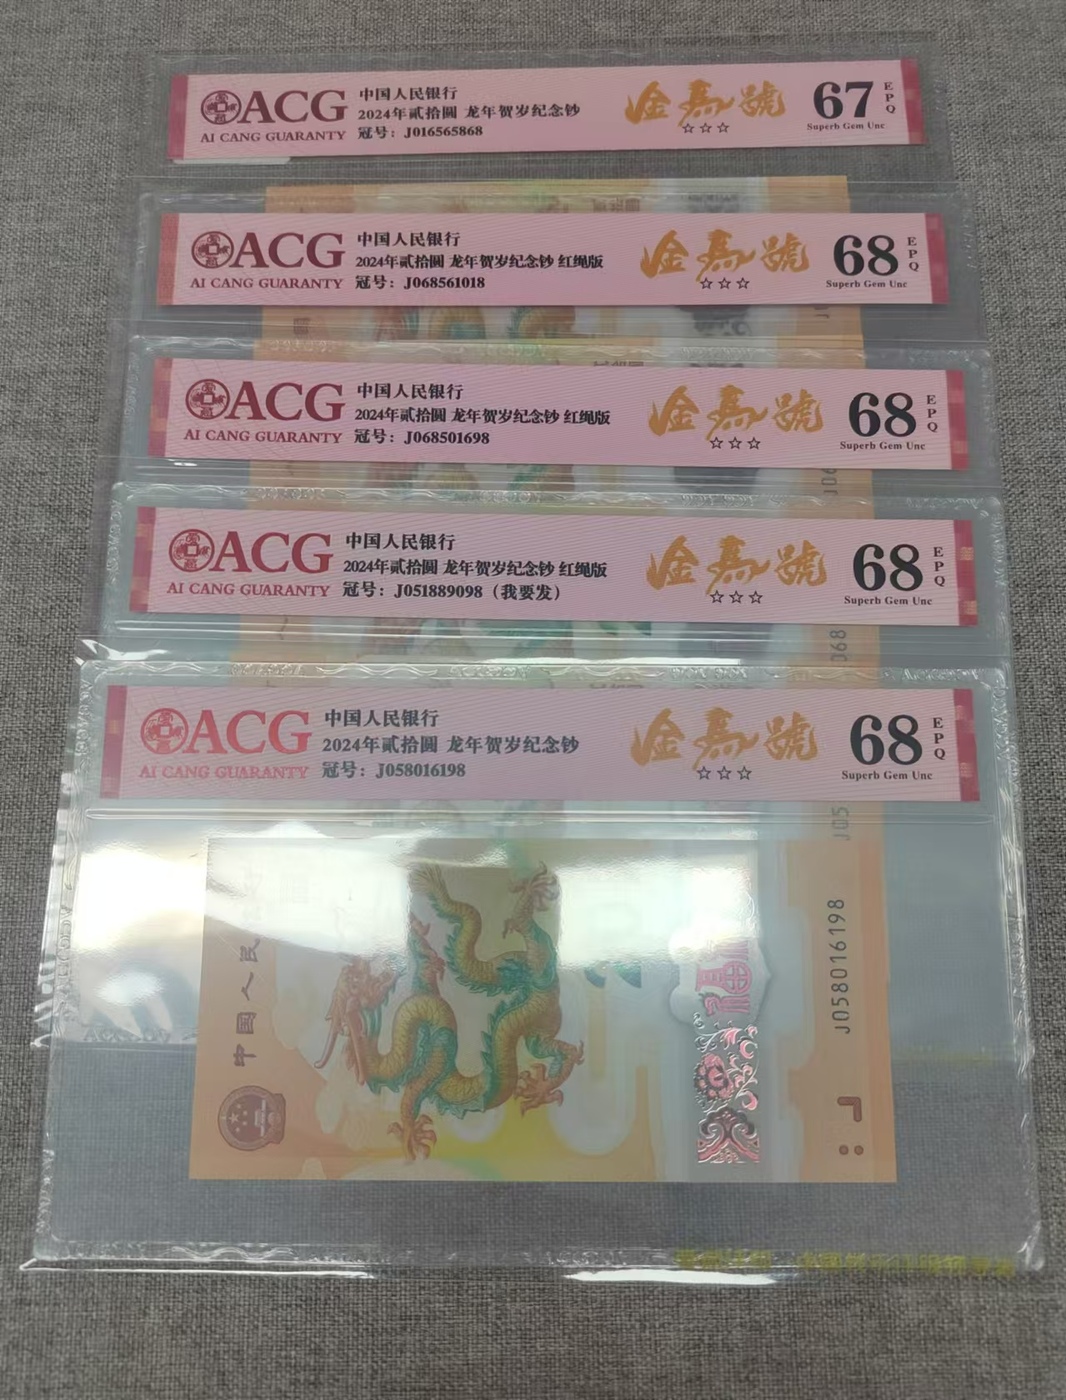 ACG
AI CANG GUARANTY
中国人民银行
2024年贰拾圆 龙年贺岁纪念钞
冠号：J016565868
金馬號
☆☆☆
67
EPQ
Superb Gem Unc
ACG
AI CANG GUARANTY
中国人民银行
2024年贰拾圆 龙年贺岁纪念钞 红绳版
冠号：J068561018
金馬號
☆☆☆
68
EPQ
Superb Gem Unc
ACG
AI CANG GUARANTY
中国人民银行
2024年贰拾圆 龙年贺岁纪念钞 红绳版
冠号：J068501698
金馬號
☆☆☆
68
EPQ
Superb Gem Unc
ACG
AI CANG GUARANTY
中国人民银行
2024年贰拾圆 龙年贺岁纪念钞 红绳版
冠号：J051889098（我要发）
金馬號
☆☆☆
68
EPQ
Superb Gem Unc
ACG
AI CANG GUARANTY
中国人民银行
2024年贰拾圆 龙年贺岁纪念钞
冠号：J058016198
金馬號
☆☆☆
68
EPQ
Superb Gem Unc
中国人民
J058016198